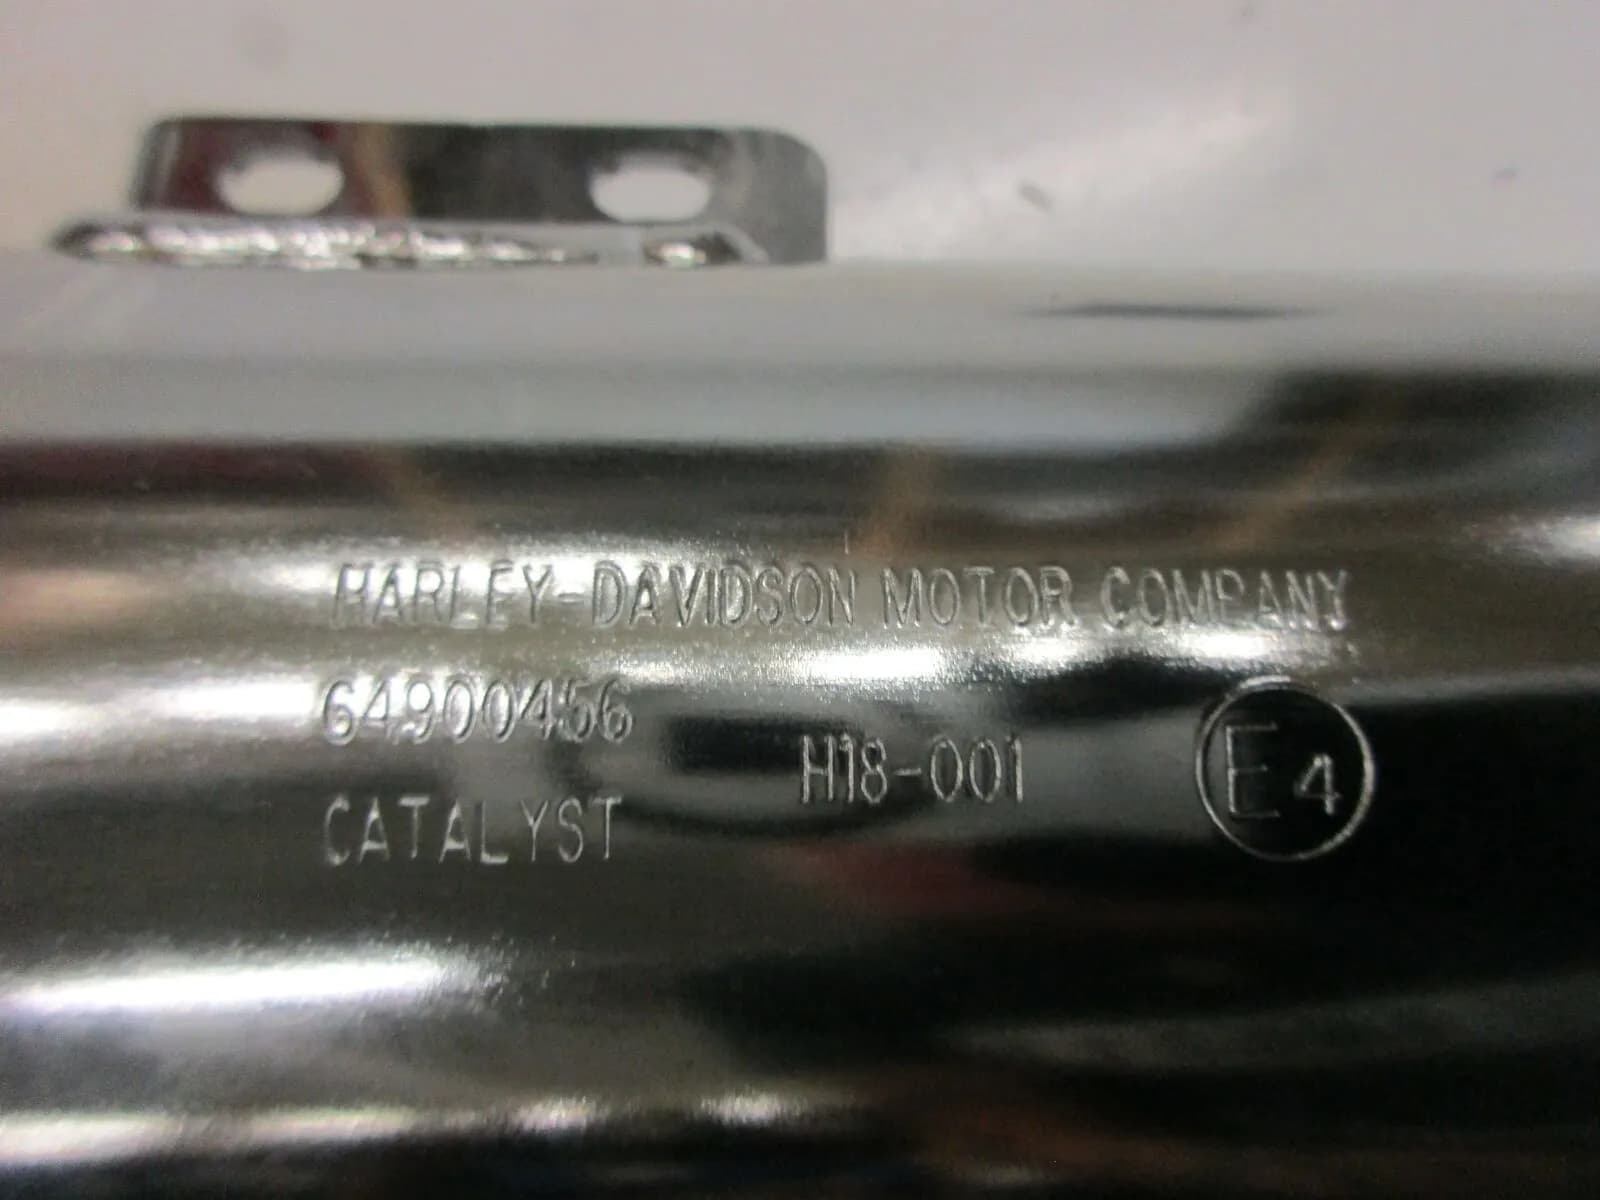 HARLEY-DAVIDSON MOTOR COMPANY
64900456
H18-001
E4
CATALYST